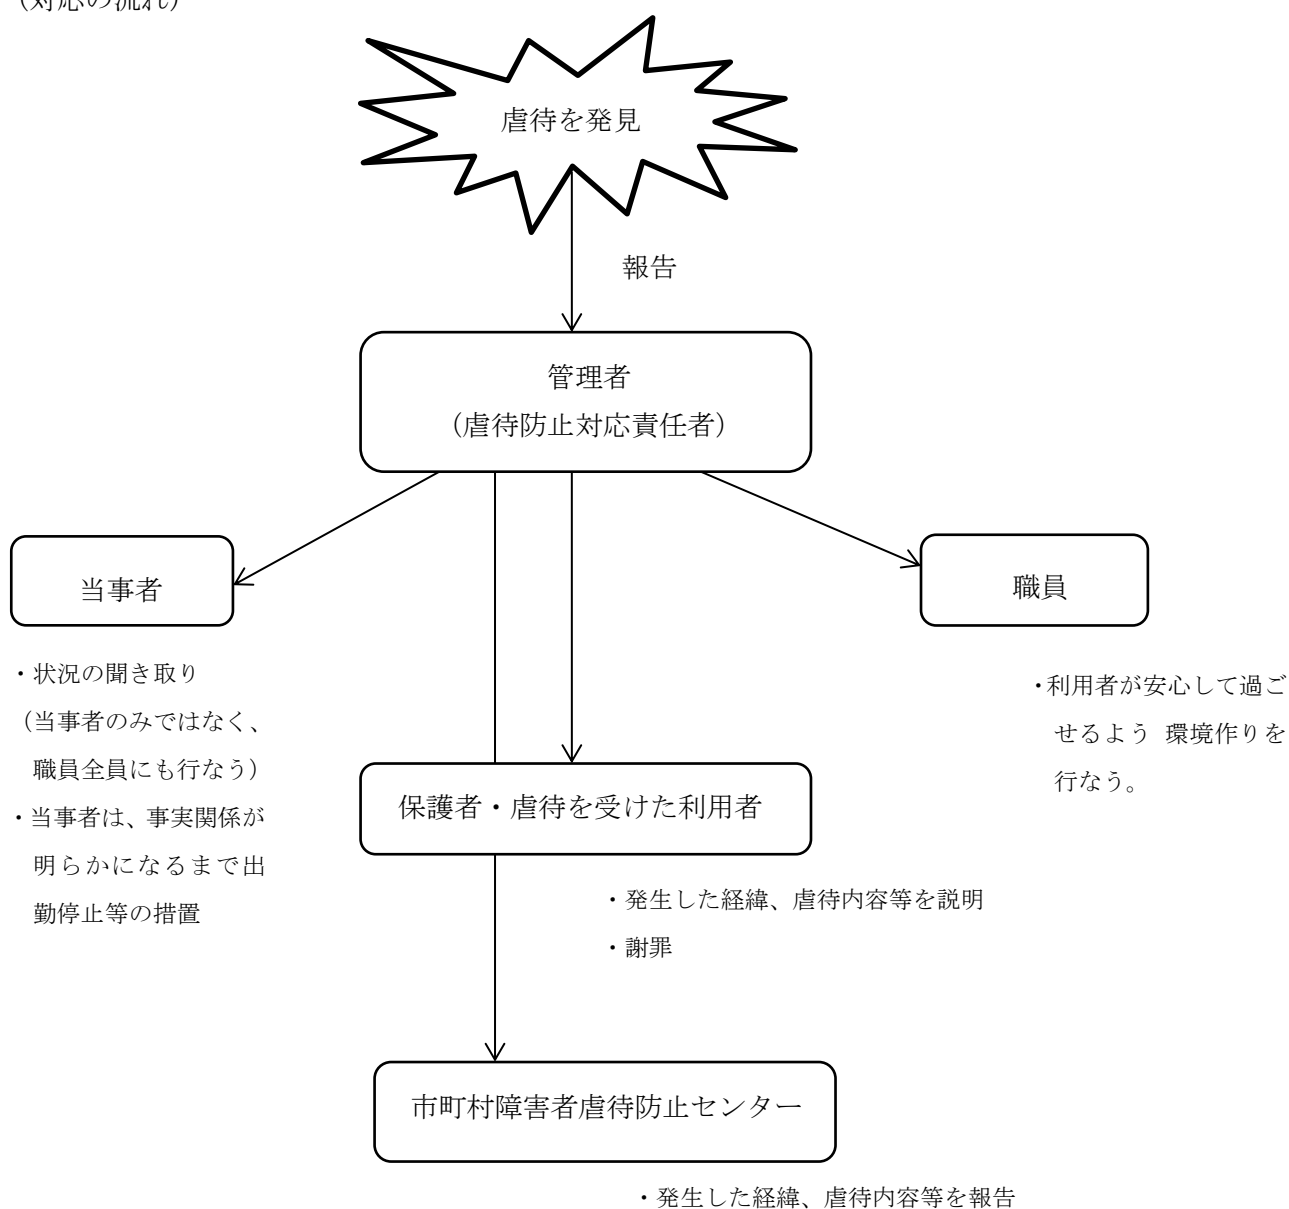 （対応の流れ）
虐待を発見
報告
管理者
（虐待防止対応責任者）
当事者
職員
・状況の聞き取り
（当事者のみではなく、
職員全員にも行なう）
・当事者は、事実関係が
明らかになるまで出
勤停止等の措置
・利用者が安心して過ご
せるよう 環境作りを
行なう。
保護者・虐待を受けた利用者
・発生した経緯、虐待内容等を説明
・謝罪
市町村障害者虐待防止センター
・発生した経緯、虐待内容等を報告